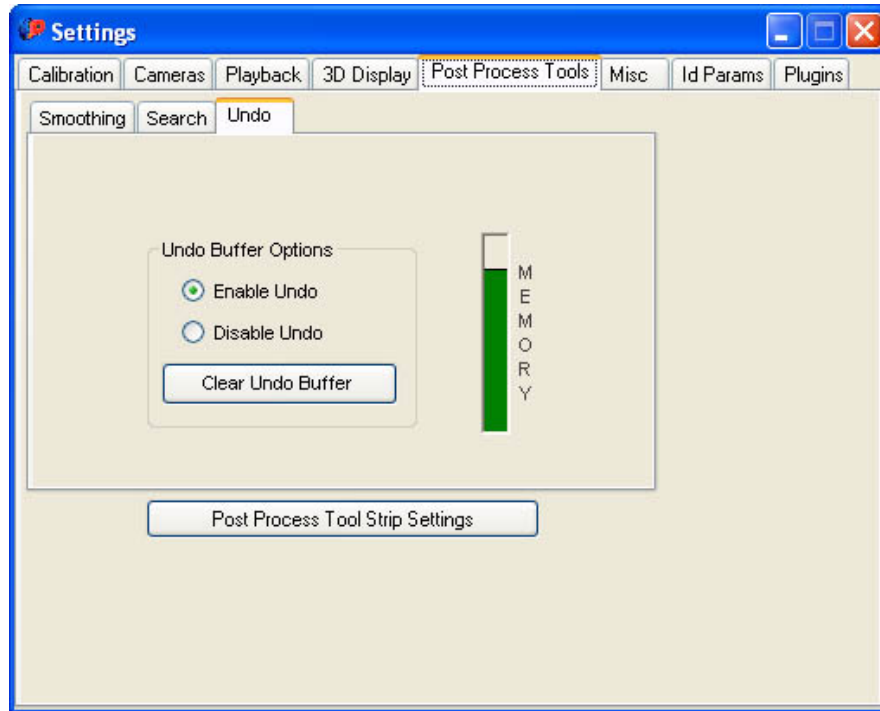 Settings
Calibration Cameras Playback 3D Display Post Process Tools Misc Id Params Plugins
Smoothing Search Undo
Undo Buffer Options
Enable Undo
Disable Undo
Clear Undo Buffer
MEMORY
Post Process Tool Strip Settings